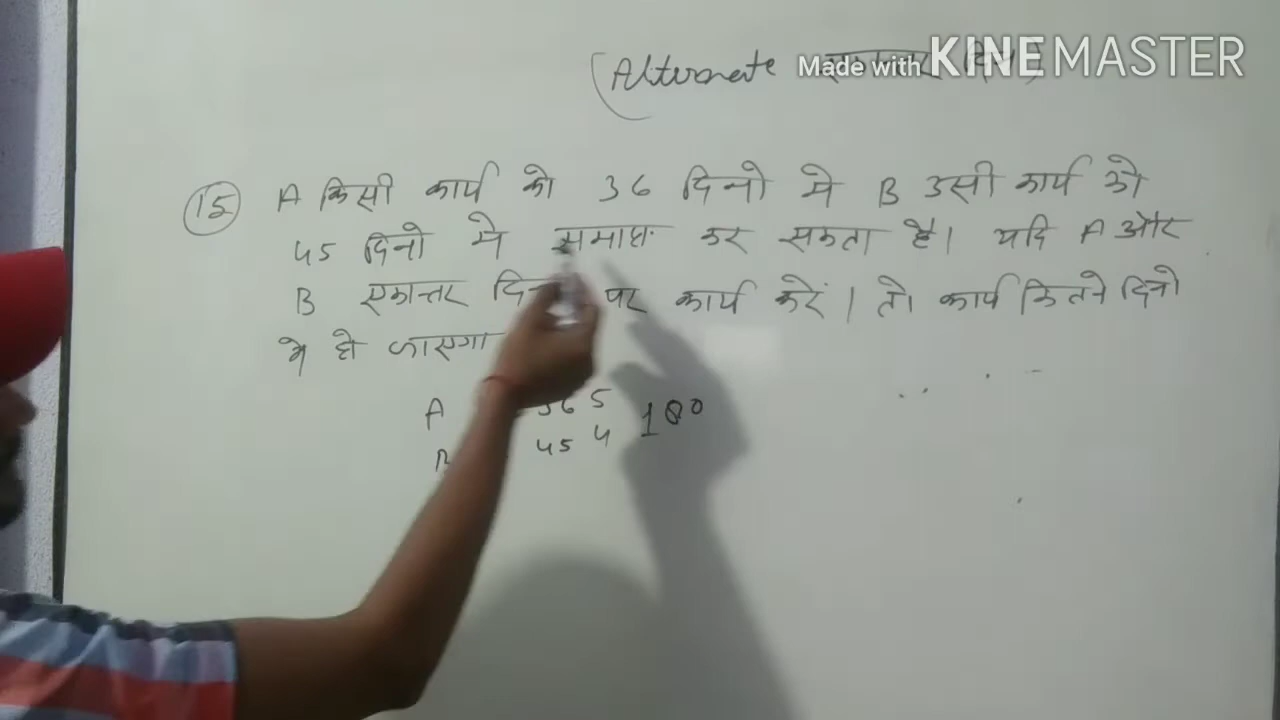 (Alternate
Made with KINEMASTER
15 A किसी कार्य को 36 दिनो मे B उसी कार्य को
45 दिनो मे समाप्त कर सकता है। यदि A और
B एकान्तर पर कार्य करें। तो कार्य कितने दिनो
मे हो जाएगा
A 36 5 180
B 45 4